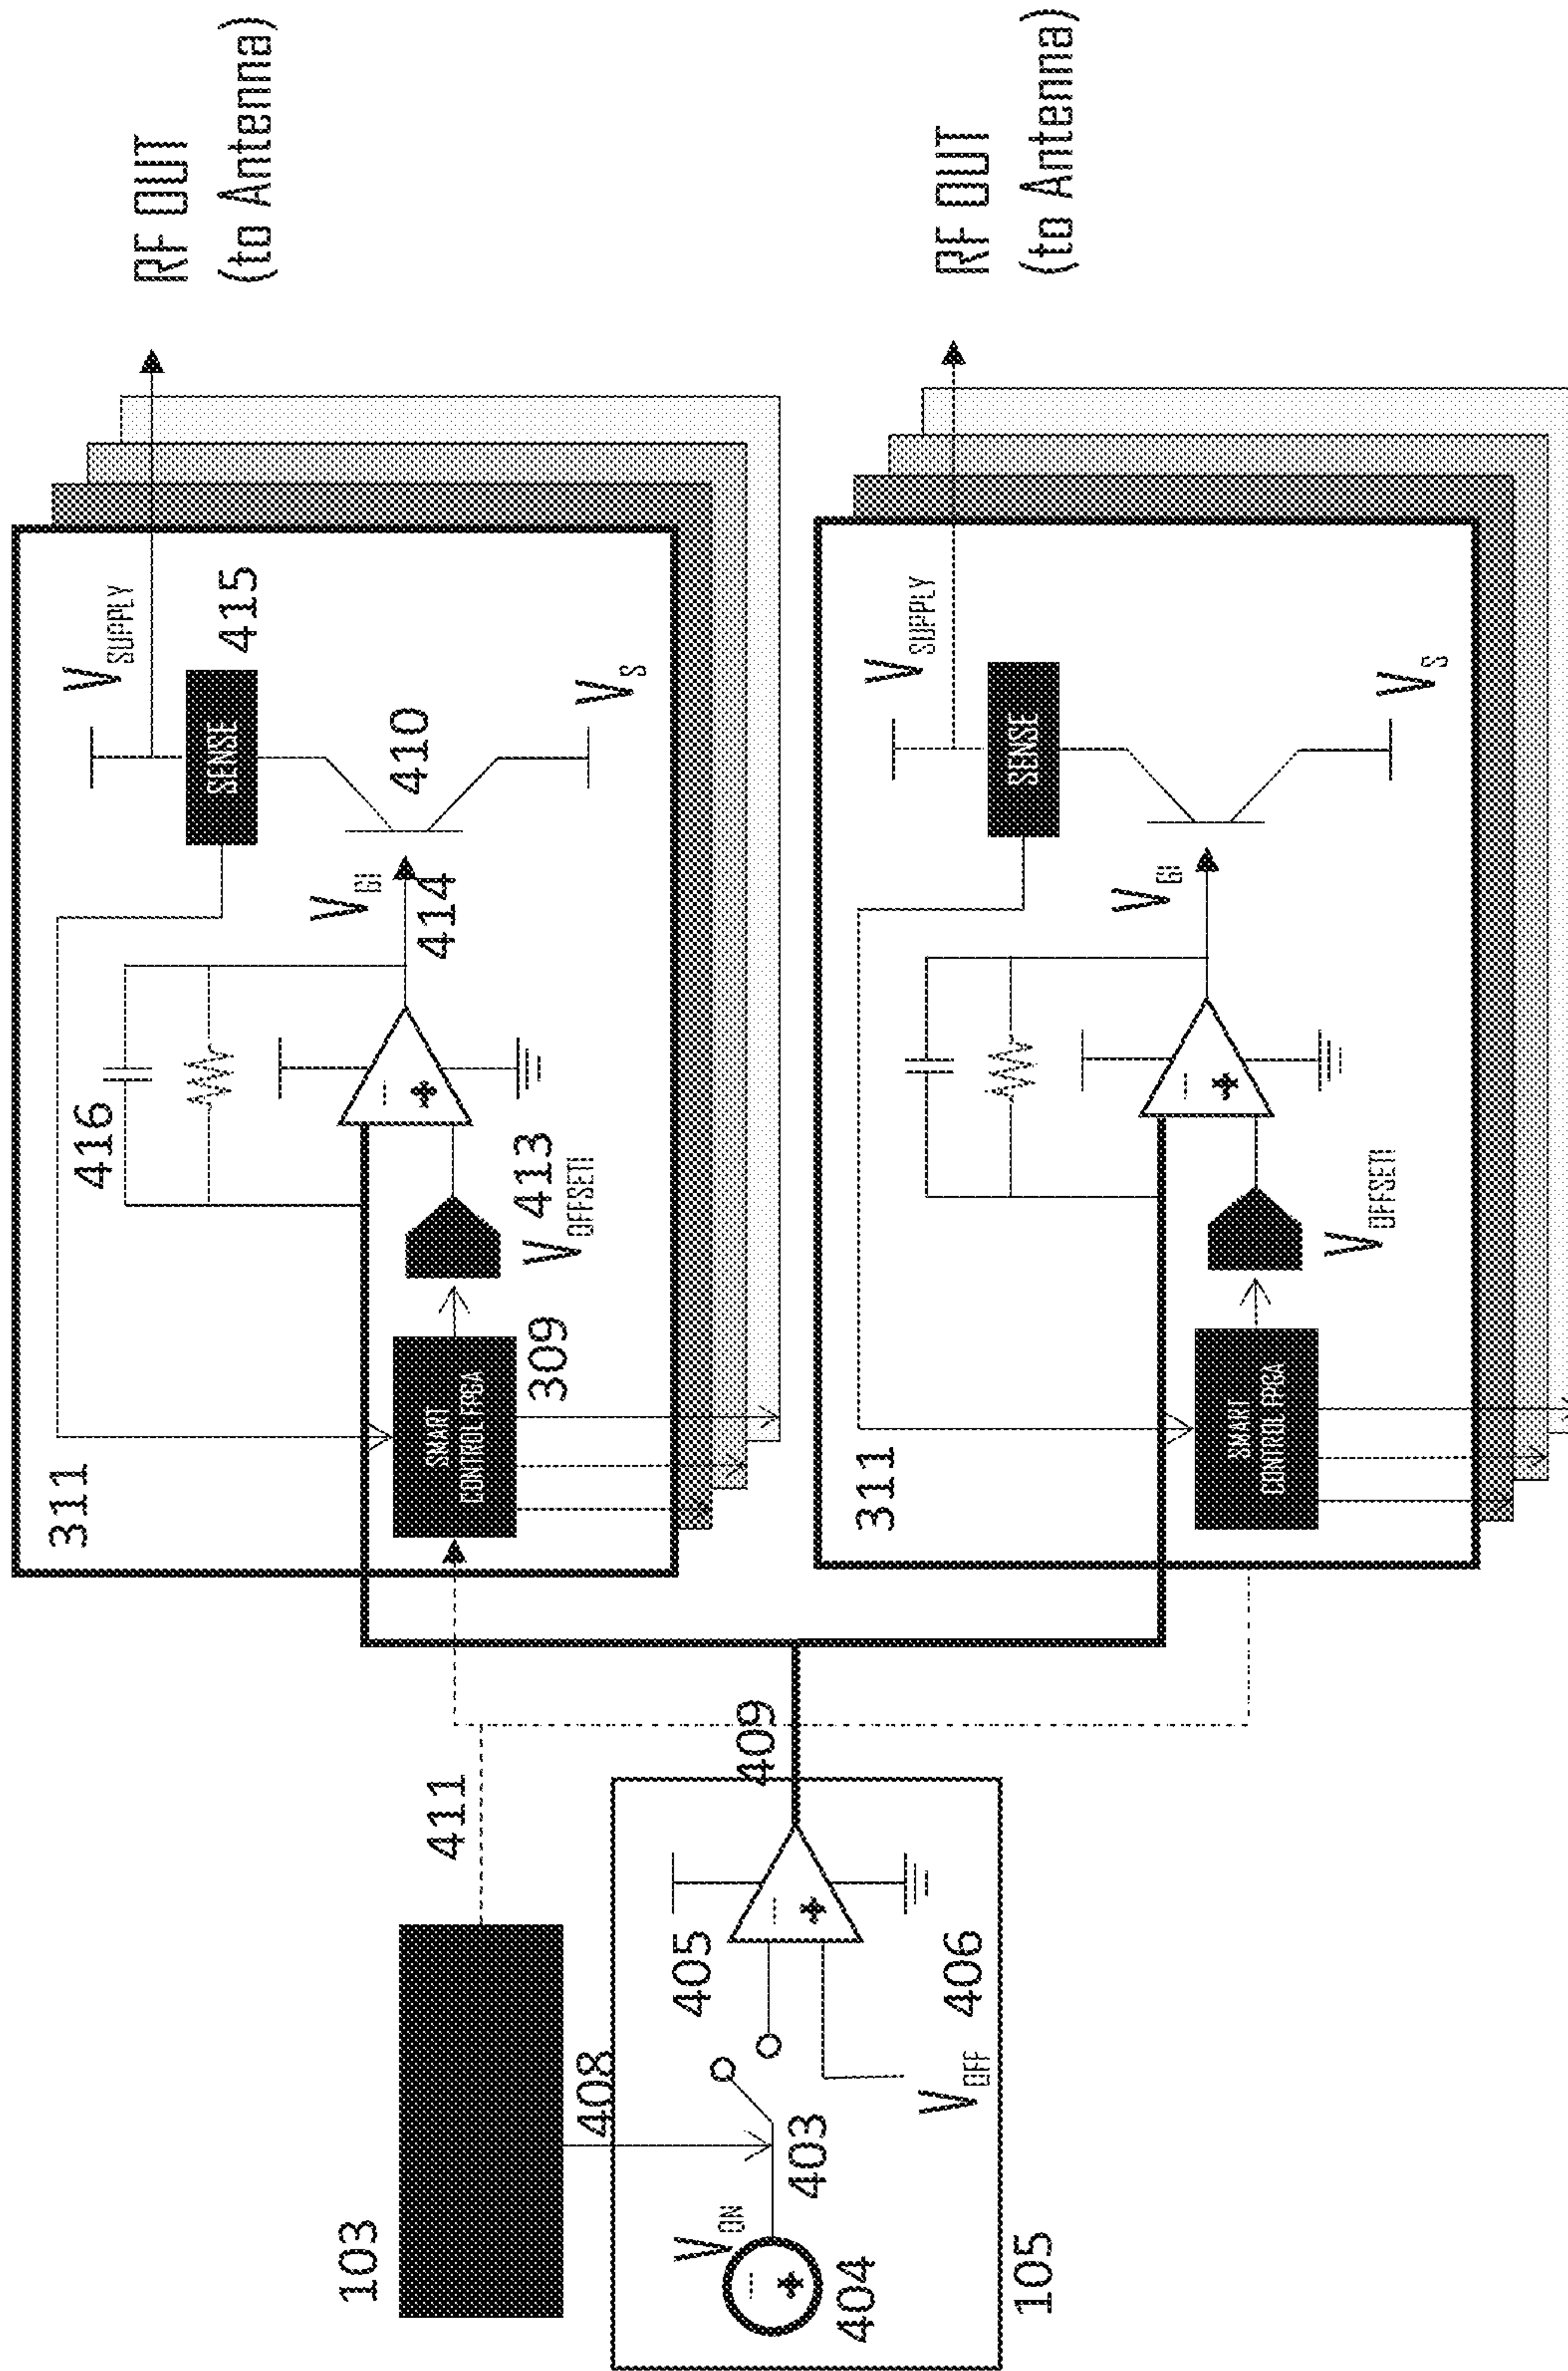 103
411
408
V_ON
404
403
405
V_OFF
406
105
409
311
416
V_SUPPLY
415
SENSE
410
V_S
V_GI
414
413
V_OFFSETI
SMART
CONTROL FPGA
309
RF OUT
(to Antenna)
311
V_SUPPLY
SENSE
V_S
V_GI
V_OFFSETI
SMART
CONTROL FPGA
RF OUT
(to Antenna)